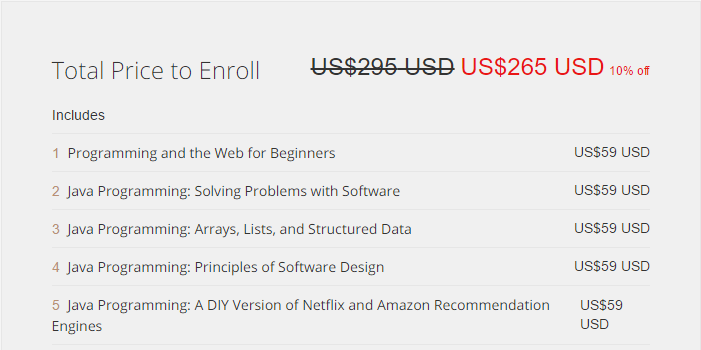 Total Price to Enroll US$295 USD US$265 USD 10% off
Includes
1 Programming and the Web for Beginners US$59 USD
2 Java Programming: Solving Problems with Software US$59 USD
3 Java Programming: Arrays, Lists, and Structured Data US$59 USD
4 Java Programming: Principles of Software Design US$59 USD
5 Java Programming: A DIY Version of Netflix and Amazon Recommendation US$59
Engines USD